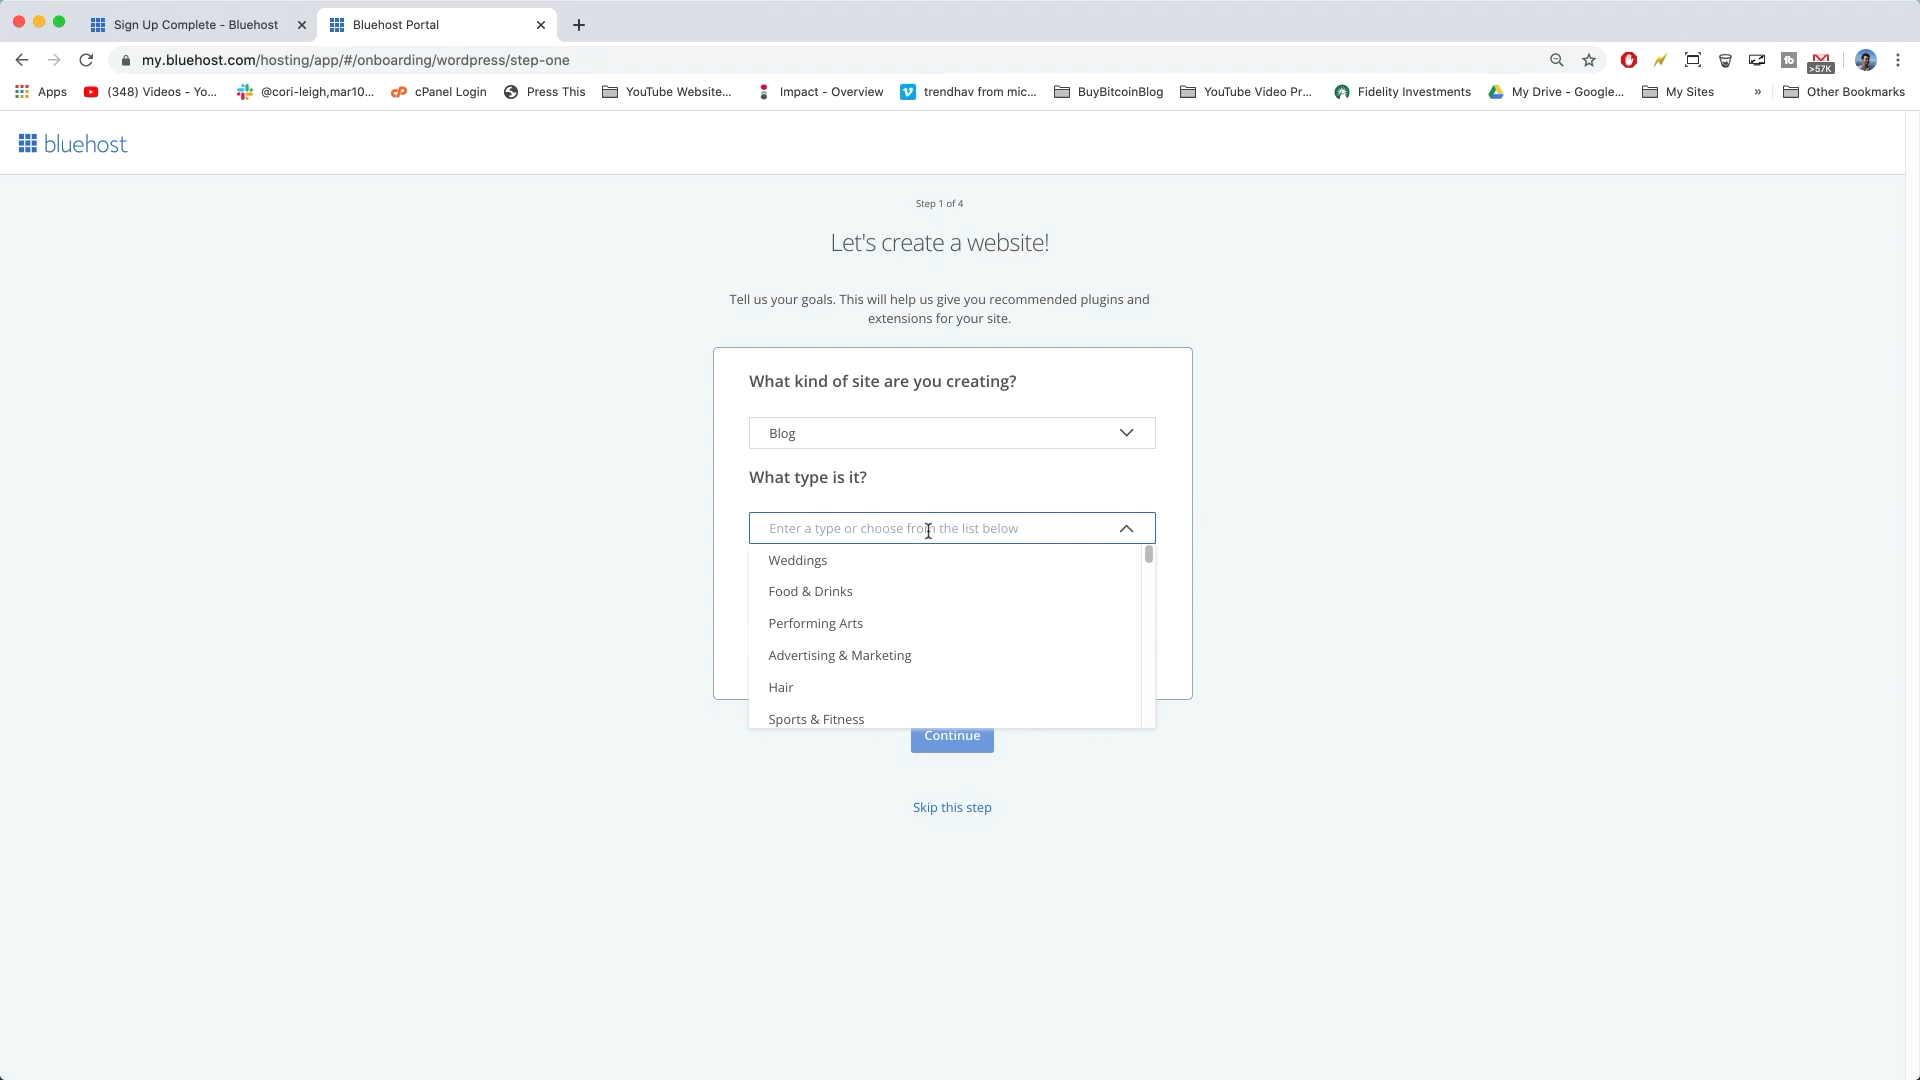 Sign Up Complete - Bluehost
Bluehost Portal
my.bluehost.com/hosting/app/#/onboarding/wordpress/step-one
>57K
Apps
(348) Videos - Yo...
@cori-leigh,mar10...
cPanel Login
Press This
YouTube Website...
Impact - Overview
trendhav from mic...
BuyBitcoinBlog
YouTube Video Pr...
Fidelity Investments
My Drive - Google...
My Sites
»
Other Bookmarks
bluehost
Step 1 of 4
Let's create a website!
Tell us your goals. This will help us give you recommended plugins and
extensions for your site.
What kind of site are you creating?
Blog
What type is it?
Enter a type or choose from the list below
Weddings
Food & Drinks
Performing Arts
Advertising & Marketing
Hair
Sports & Fitness
Continue
Skip this step